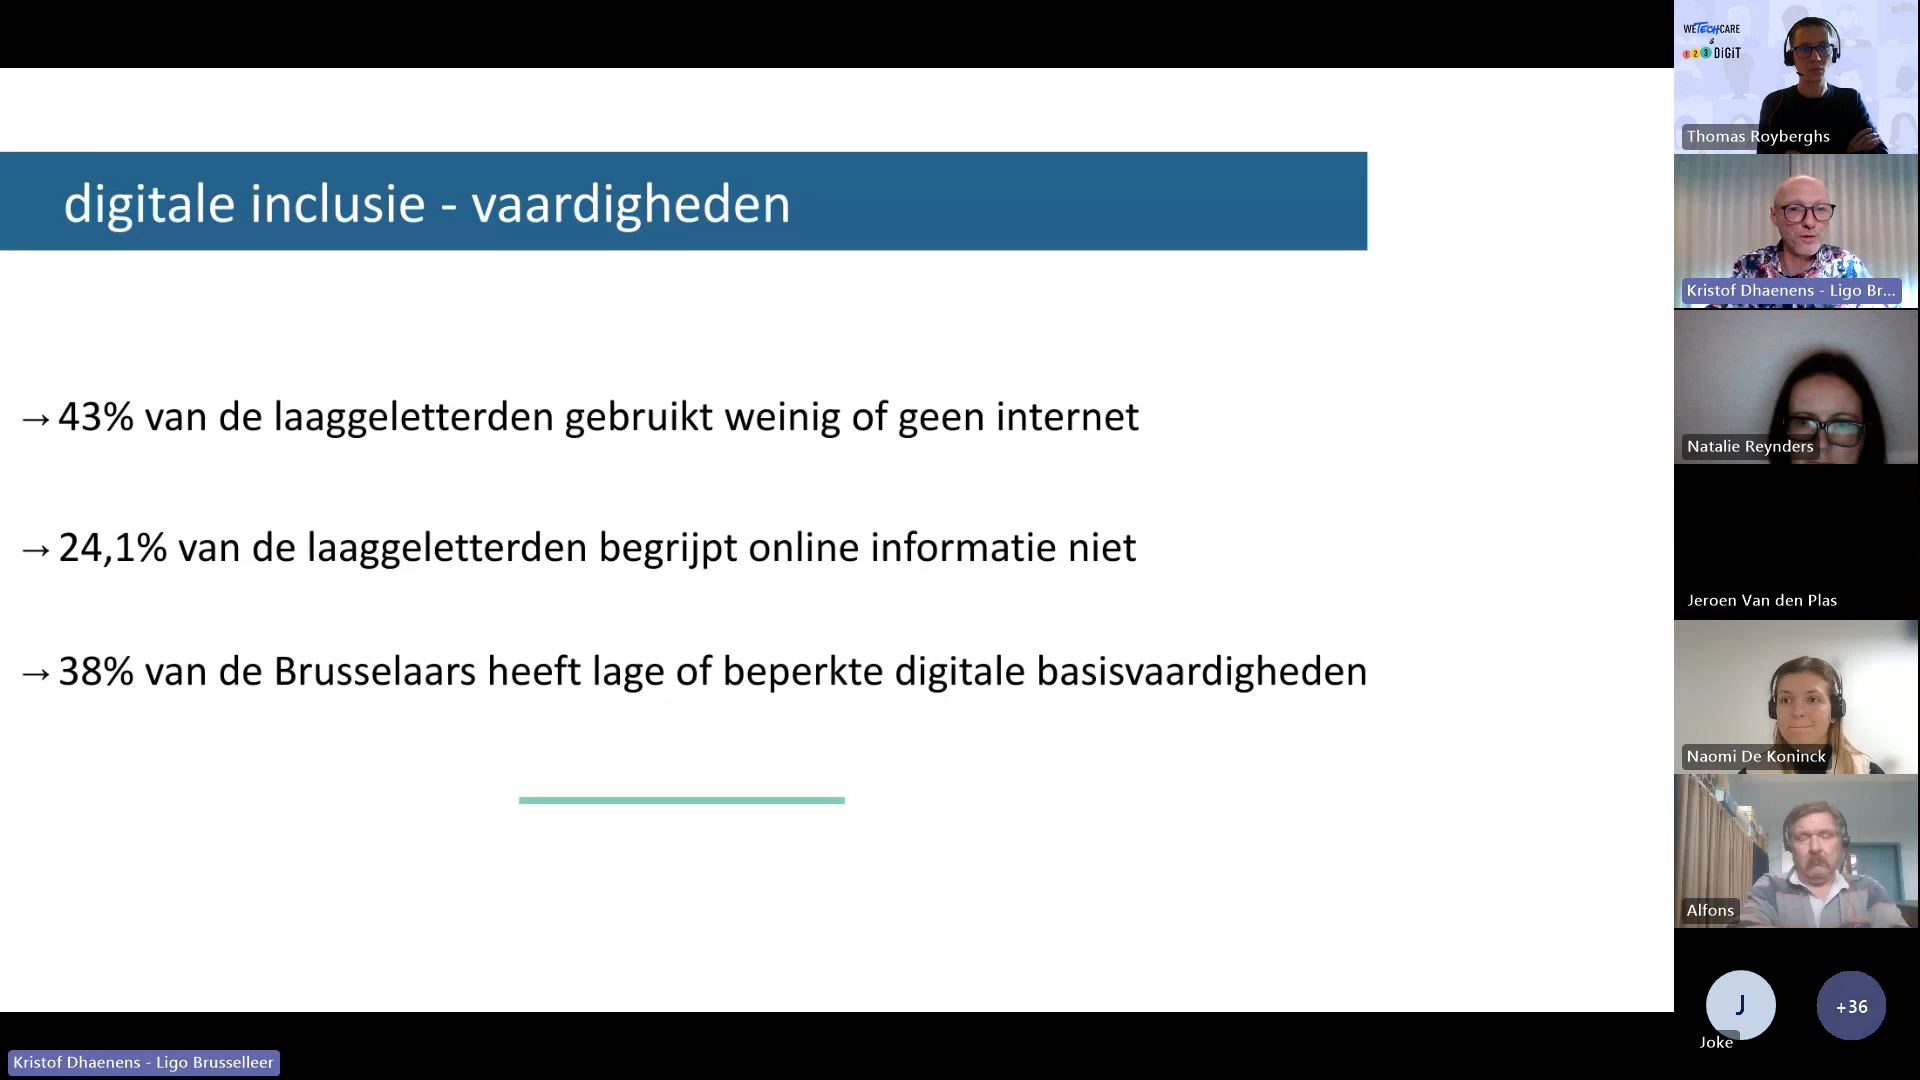 digitale inclusie - vaardigheden
→43% van de laaggeletterden gebruikt weinig of geen internet
→24,1% van de laaggeletterden begrijpt online informatie niet
→38% van de Brusselaars heeft lage of beperkte digitale basisvaardigheden
Kristof Dhaenens - Ligo Brusselleer
WETECHCARE
&
123 DiGiT
Thomas Royberghs
Kristof Dhaenens - Ligo Br...
Natalie Reynders
Jeroen Van den Plas
Naomi De Koninck
Alfons
J
+36
Joke